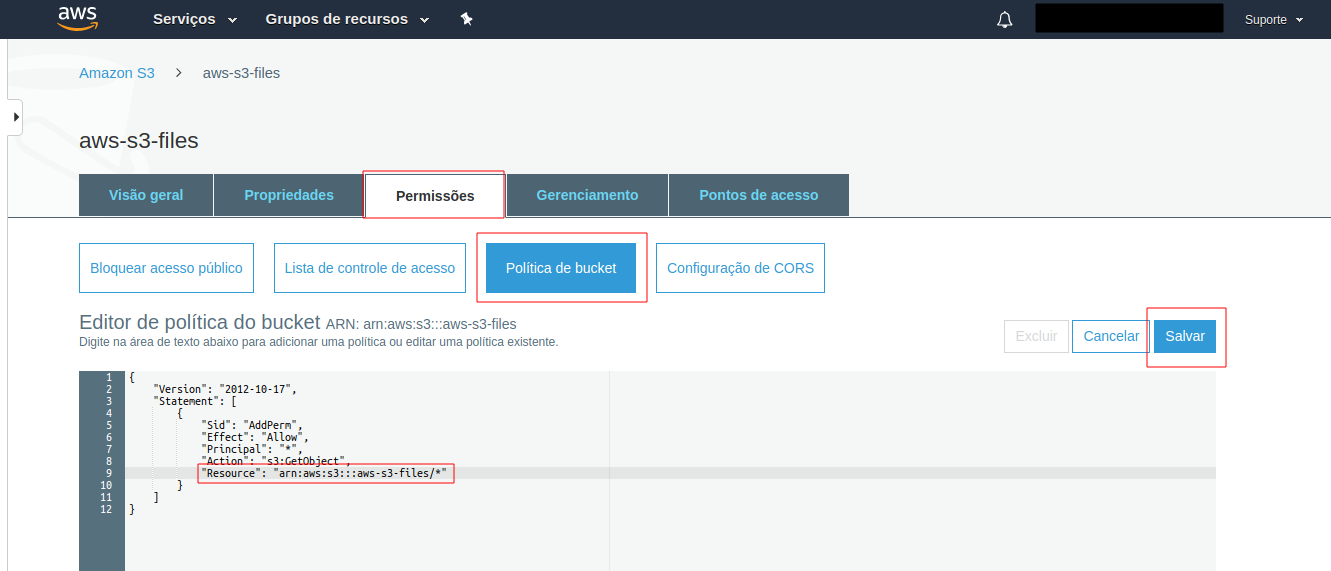 aws Serviços Grupos de recursos Suporte
Amazon S3 > aws-s3-files
aws-s3-files
Visão geral Propriedades Permissões Gerenciamento Pontos de acesso
Bloquear acesso público Lista de controle de acesso Política de bucket Configuração de CORS
Editor de política do bucket ARN: arn:aws:s3:::aws-s3-files
Digite na área de texto abaixo para adicionar uma política ou editar uma política existente.
Excluir Cancelar Salvar
1 {
2 "Version": "2012-10-17",
3 "Statement": [
4 {
5 "Sid": "AddPerm",
6 "Effect": "Allow",
7 "Principal": "*",
8 "Action": "s3:GetObject",
9 "Resource": "arn:aws:s3:::aws-s3-files/*"
10 }
11 ]
12 }